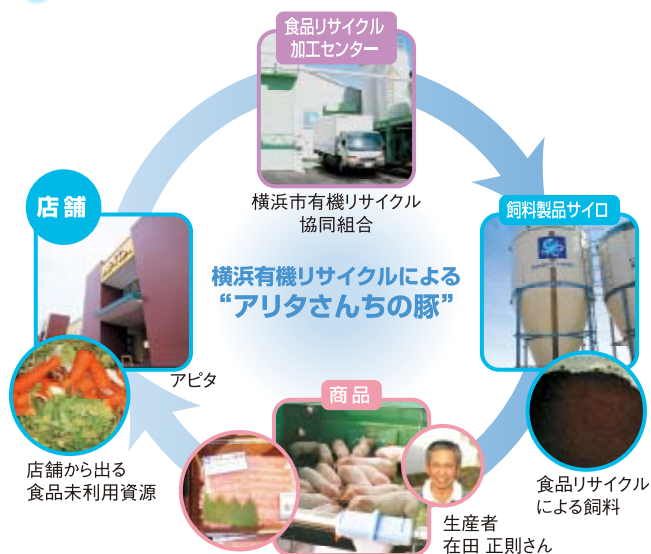 食品リサイクル
加工センター
横浜市有機リサイクル
協同組合
店舗
飼料製品サイロ
横浜有機リサイクルによる
“アリタさんちの豚”
アピタ
商品
店舗から出る
食品未利用資源
食品リサイクル
による飼料
生産者
在田 正則さん